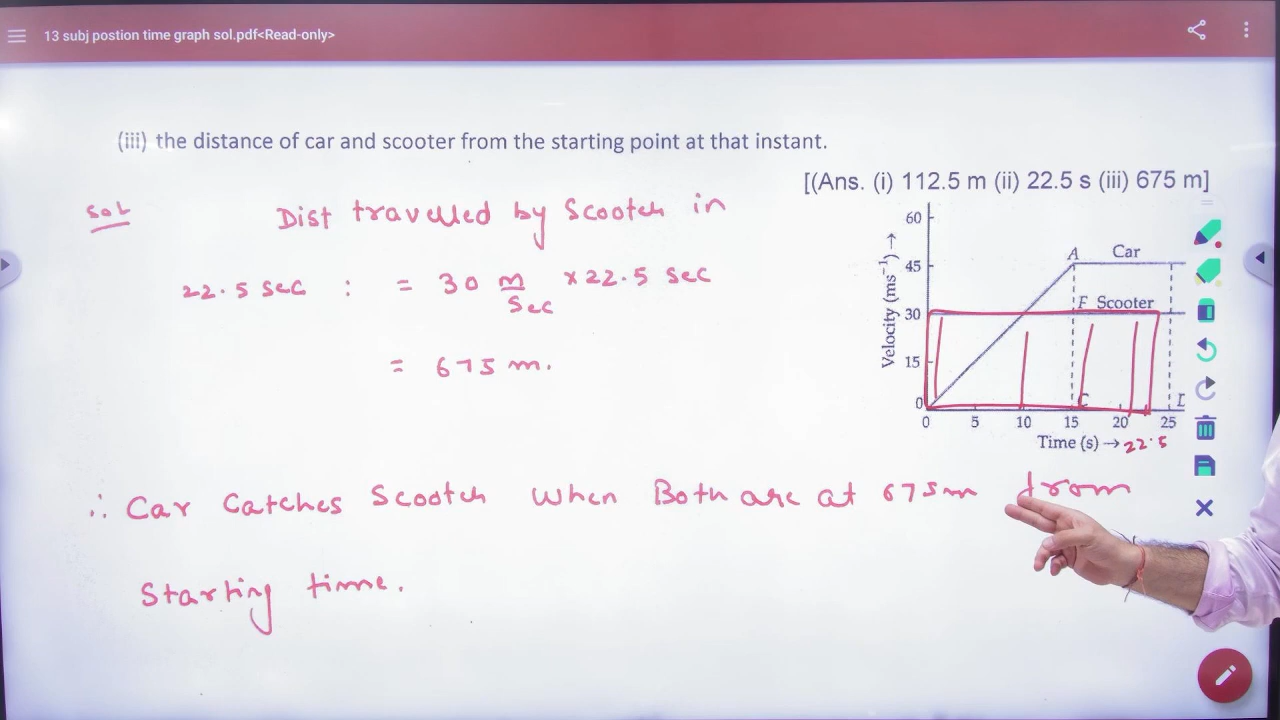 13 subj postion time graph sol.pdf<Read-only>
(iii) the distance of car and scooter from the starting point at that instant.
[(Ans. (i) 112.5 m (ii) 22.5 s (iii) 675 m]
Sol Dist travelled by Scooter in
22.5 sec : = 30 m/Sec × 22.5 sec
= 675 m.
60
45
30
15
0
Velocity (ms⁻¹) →
A Car
F Scooter
C
0 5 10 15 20 25
Time (s) → 22.5
∴ Car Catches Scooter when Both are at 675m from
Starting time.